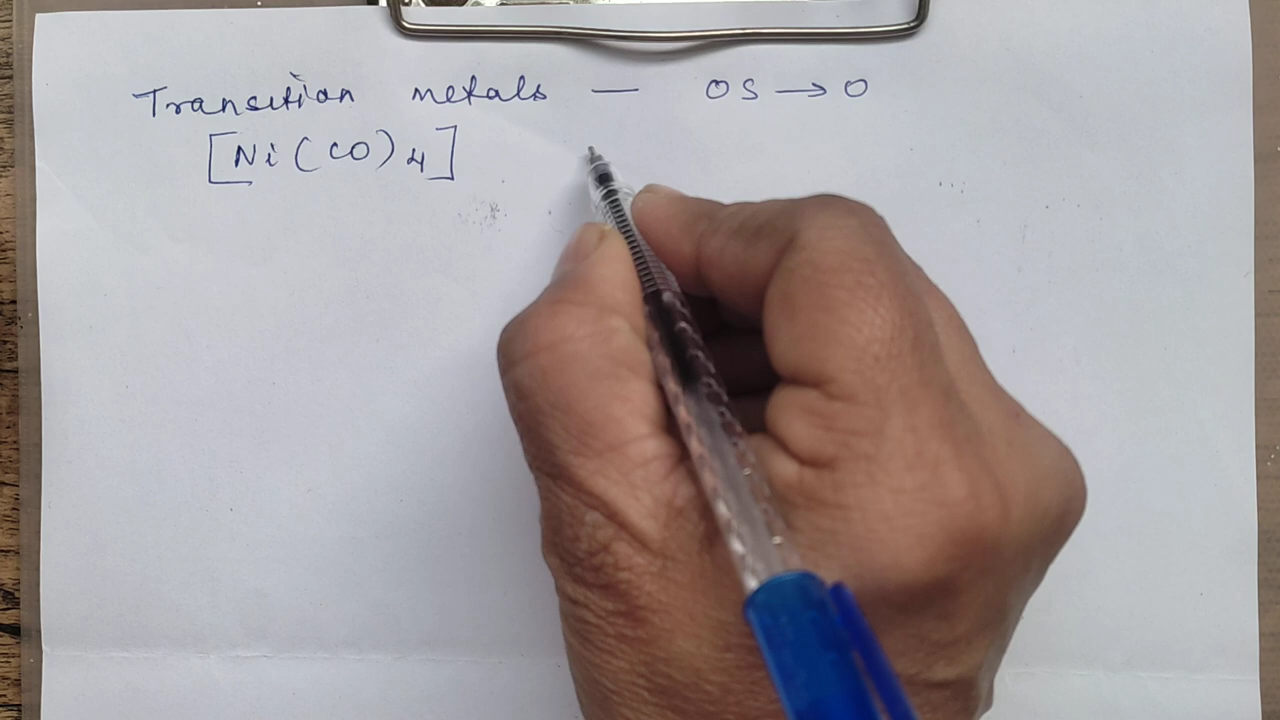 Transition metals — OS → 0
[Ni(CO)4]